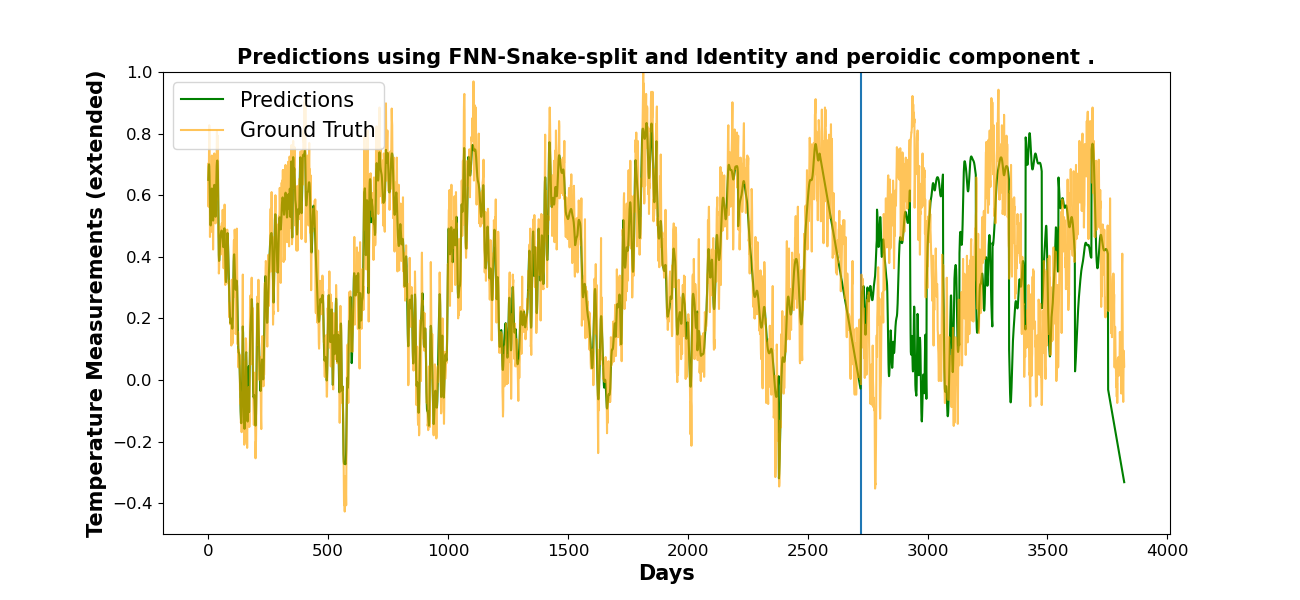 Predictions using FNN-Snake-split and Identity and peroidic component .
Temperature Measurements (extended)
1.0
0.8
0.6
0.4
0.2
0.0
−0.2
−0.4
Predictions
Ground Truth
0 500 1000 1500 2000 2500 3000 3500 4000
Days